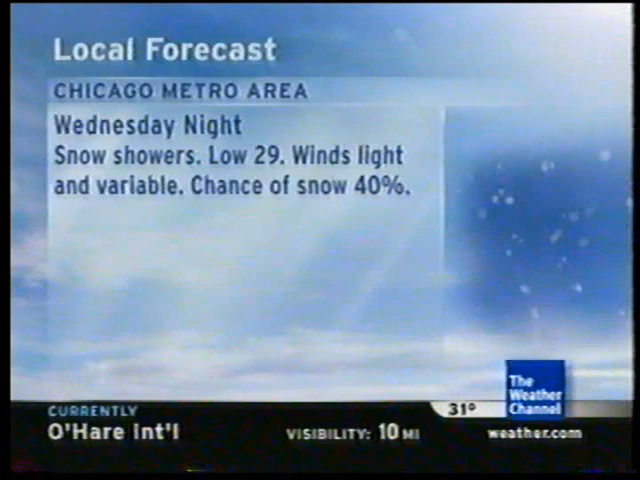 Local Forecast
CHICAGO METRO AREA
Wednesday Night
Snow showers. Low 29. Winds light
and variable. Chance of snow 40%.
The
Weather
Channel
CURRENTLY
31°
O'Hare Int'l
VISIBILITY: 10 MI
weather.com